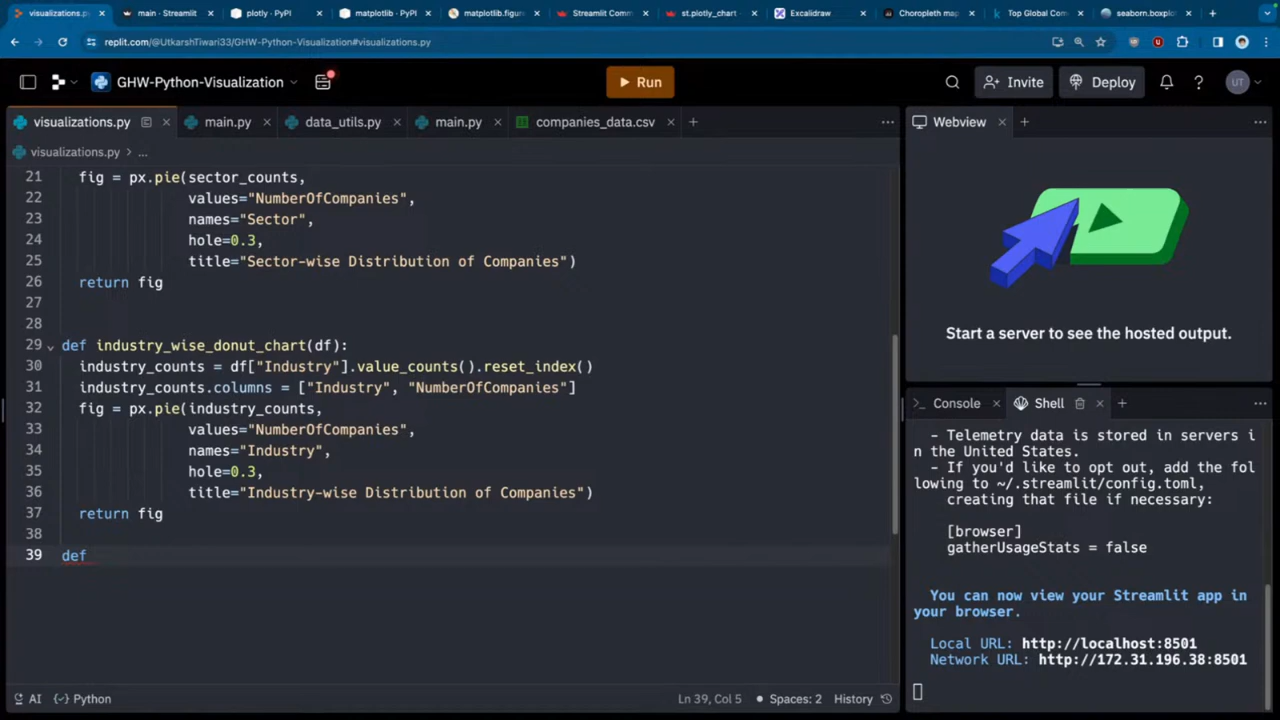 visualizations.py
main · Streamlit
plotly · PyPI
matplotlib · PyPI
matplotlib.figur
Streamlit Comm
st.plotly_chart -
Excalidraw
Choropleth map
Top Global Com
seaborn.boxplo
replit.com/@UtkarshTiwari33/GHW-Python-Visualization#visualizations.py
GHW-Python-Visualization
Run
Invite
Deploy
UT
visualizations.py
main.py
data_utils.py
main.py
companies_data.csv
Webview
visualizations.py > ...
21 fig = px.pie(sector_counts,
22 values="NumberOfCompanies",
23 names="Sector",
24 hole=0.3,
25 title="Sector-wise Distribution of Companies")
26 return fig
27
28
29 def industry_wise_donut_chart(df):
30 industry_counts = df["Industry"].value_counts().reset_index()
31 industry_counts.columns = ["Industry", "NumberOfCompanies"]
32 fig = px.pie(industry_counts,
33 values="NumberOfCompanies",
34 names="Industry",
35 hole=0.3,
36 title="Industry-wise Distribution of Companies")
37 return fig
38
39 def
Start a server to see the hosted output.
Console
Shell
- Telemetry data is stored in servers i
n the United States.
- If you'd like to opt out, add the fol
lowing to ~/.streamlit/config.toml,
creating that file if necessary:
[browser]
gatherUsageStats = false
You can now view your Streamlit app in
your browser.
Local URL: http://localhost:8501
Network URL: http://172.31.196.38:8501
AI
Python
Ln 39, Col 5
Spaces: 2
History